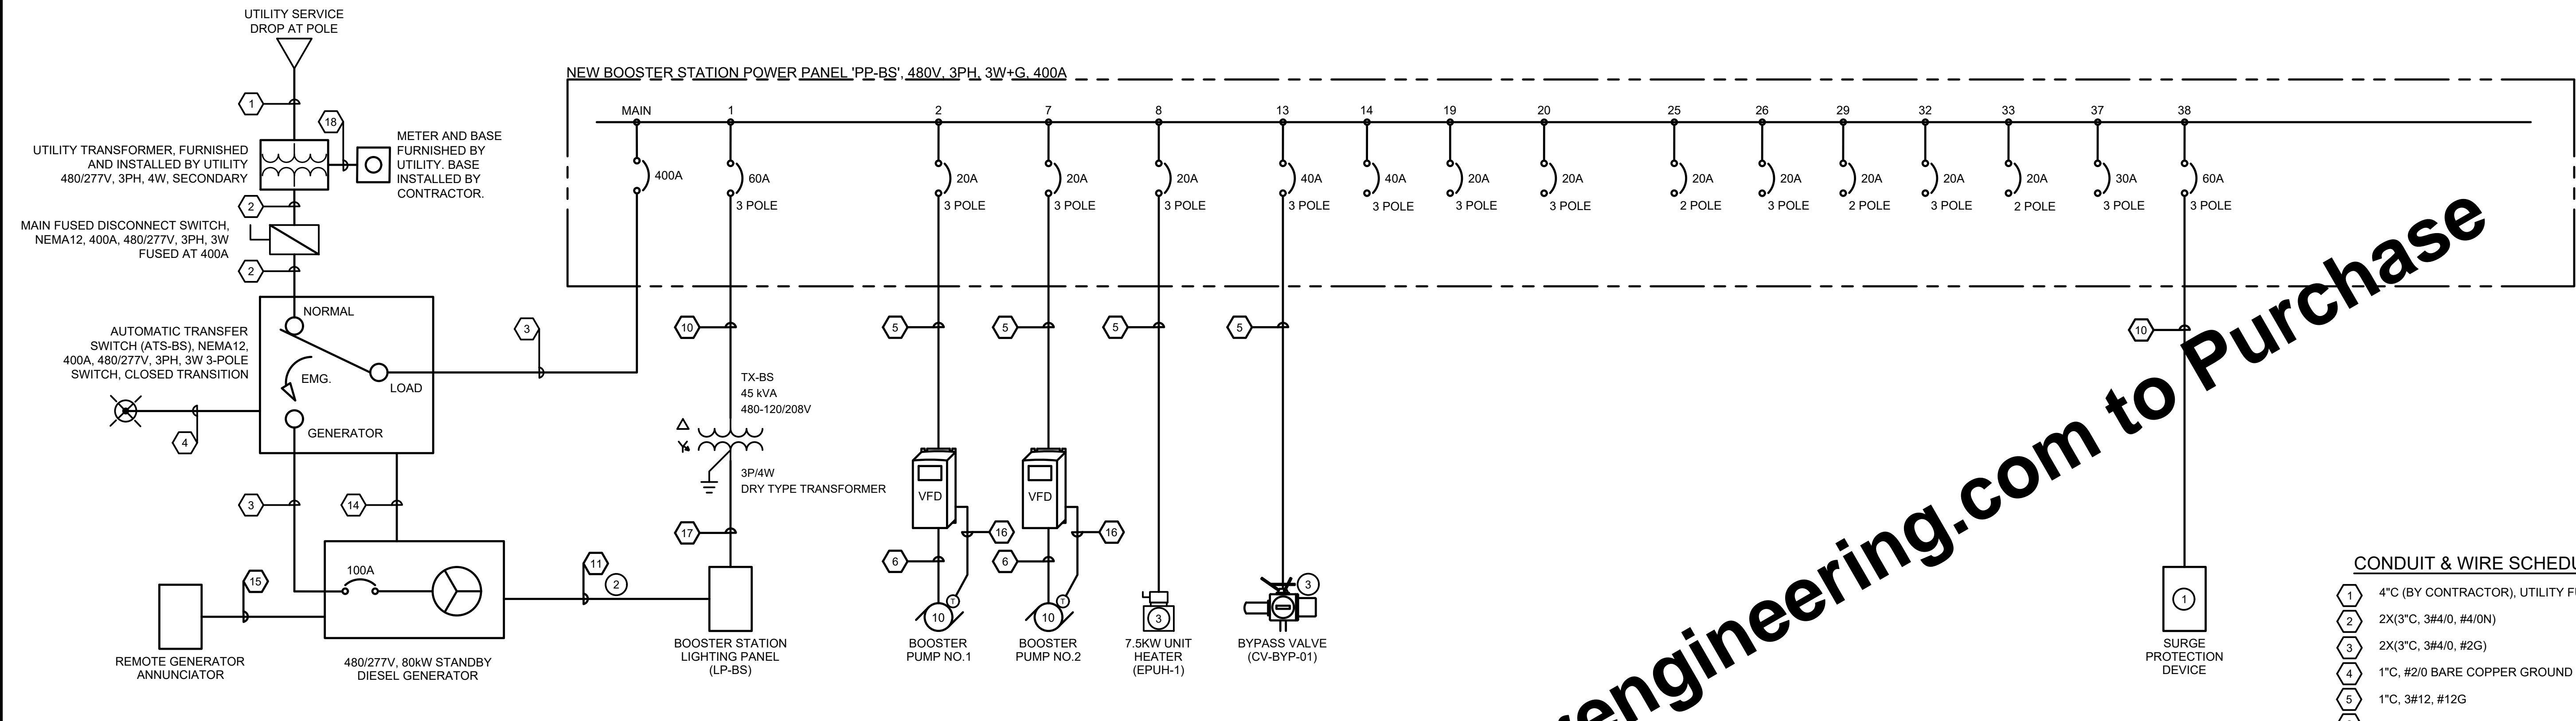 UTILITY SERVICE
DROP AT POLE
1
18
UTILITY TRANSFORMER, FURNISHED
AND INSTALLED BY UTILITY
480/277V, 3PH, 4W, SECONDARY
METER AND BASE
FURNISHED BY
UTILITY. BASE
INSTALLED BY
CONTRACTOR.
2
MAIN FUSED DISCONNECT SWITCH,
NEMA12, 400A, 480/277V, 3PH, 3W
FUSED AT 400A
2
AUTOMATIC TRANSFER
SWITCH (ATS-BS), NEMA12,
400A, 480/277V, 3PH, 3W 3-POLE
SWITCH, CLOSED TRANSITION
NORMAL
EMG.
LOAD
GENERATOR
3
4
3
14
15
100A
11
2
REMOTE GENERATOR
ANNUNCIATOR
480/277V, 80kW STANDBY
DIESEL GENERATOR
NEW BOOSTER STATION POWER PANEL 'PP-BS', 480V, 3PH, 3W+G, 400A
MAIN 1 2 7 8 13 14 19 20 25 26 29 32 33 37 38
400A 60A 20A 20A 20A 40A 40A 20A 20A 20A 20A 20A 20A 20A 30A 60A
3 POLE 3 POLE 3 POLE 3 POLE 3 POLE 3 POLE 3 POLE 3 POLE 2 POLE 3 POLE 2 POLE 3 POLE 2 POLE 3 POLE 3 POLE
10 5 5 5 5 10
TX-BS
45 kVA
480-120/208V
Y
3P/4W
DRY TYPE TRANSFORMER
17
BOOSTER STATION
LIGHTING PANEL
(LP-BS)
VFD
16
6
T
10
BOOSTER
PUMP NO.1
VFD
16
6
T
10
BOOSTER
PUMP NO.2
3
7.5KW UNIT
HEATER
(EPUH-1)
3
BYPASS VALVE
(CV-BYP-01)
1
SURGE
PROTECTION
DEVICE
rengineering.com to Purchase
CONDUIT & WIRE SCHEDU
1 4"C (BY CONTRACTOR), UTILITY FU
2 2X(3"C, 3#4/0, #4/0N)
3 2X(3"C, 3#4/0, #2G)
4 1"C, #2/0 BARE COPPER GROUND
5 1"C, 3#12, #12G